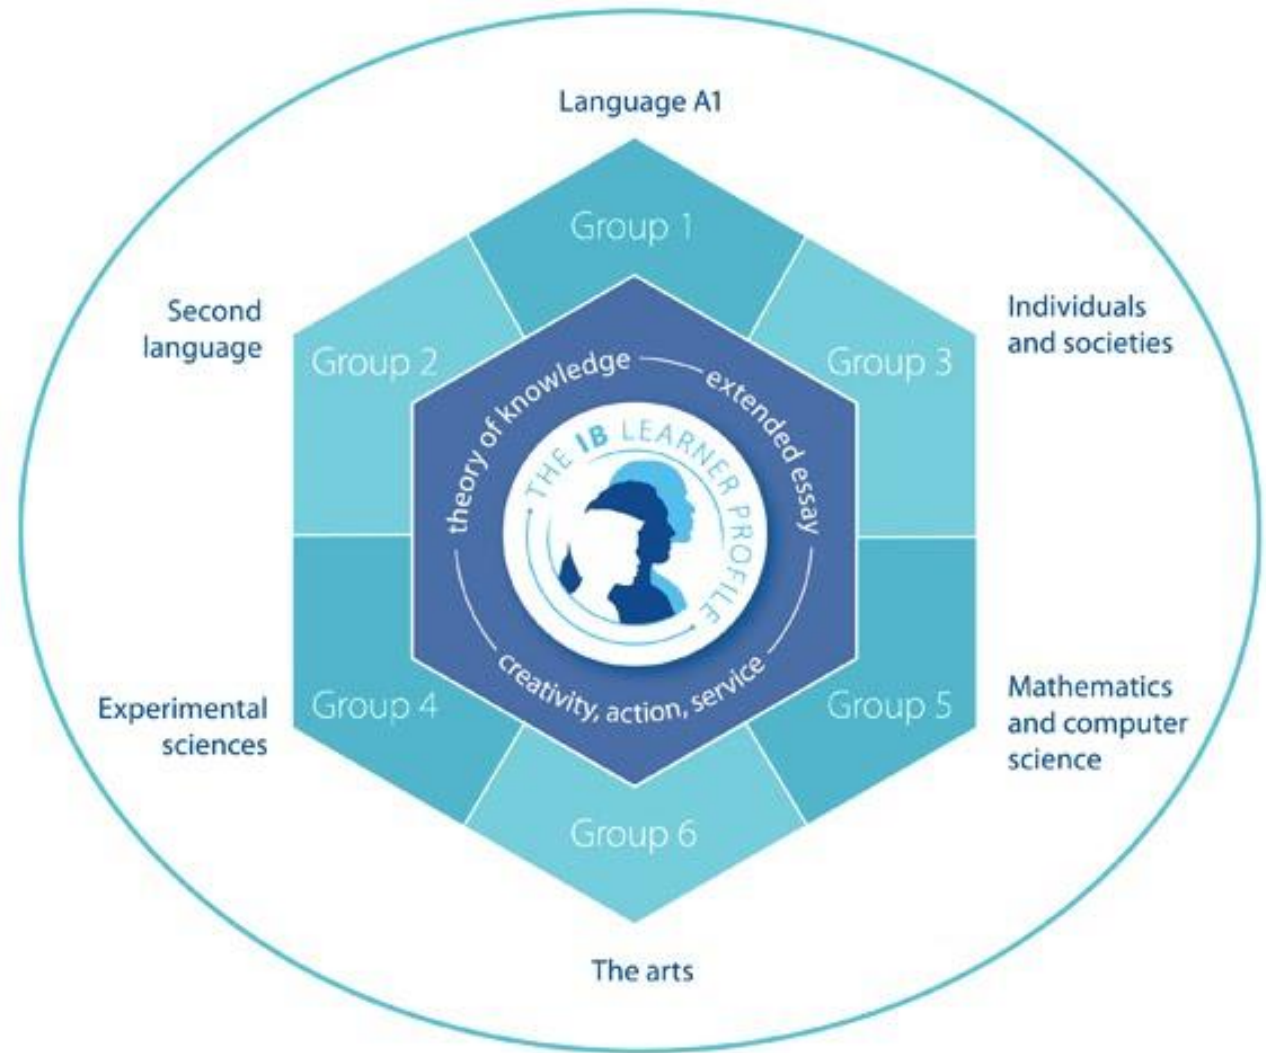 Language A1
Group 1
Second
language
Group 2
Individuals
and societies
Group 3
theory of knowledge
extended essay
THE IB LEARNER PROFILE
creativity, action, service
Experimental
sciences
Group 4
Mathematics
and computer
science
Group 5
Group 6
The arts